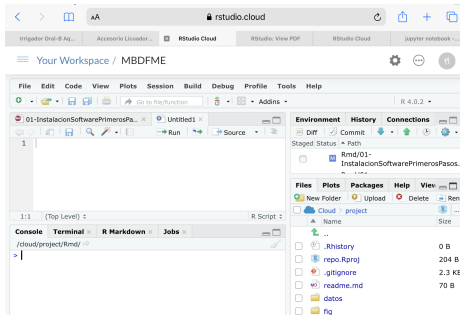 AA
rstudio.cloud
Irrigador Oral-B Aq...
Accesorio Licuador...
RStudio Cloud
RStudio: View PDF
RStudio Cloud
jupyter notebook -...
Your Workspace / MBDFME
File Edit Code View Plots Session Build Debug Profile Tools Help
Go to file/function
Addins
R 4.0.2
01-InstalacionSoftwarePrimerosPa...
Untitled1
Run
Source
1
1:1 (Top Level)
R Script
Console Terminal R Markdown Jobs
/cloud/project/Rmd/
>
Environment History Connections
Diff Commit
Staged Status Path
M Rmd/01-
InstalacionSoftwarePrimerosPasos.
Files Plots Packages Help View
New Folder Upload Delete Ren
Cloud project
...
Name Size
..
.Rhistory 0 B
repo.Rproj 204 B
.gitignore 2.3 KB
readme.md 70 B
datos
fig